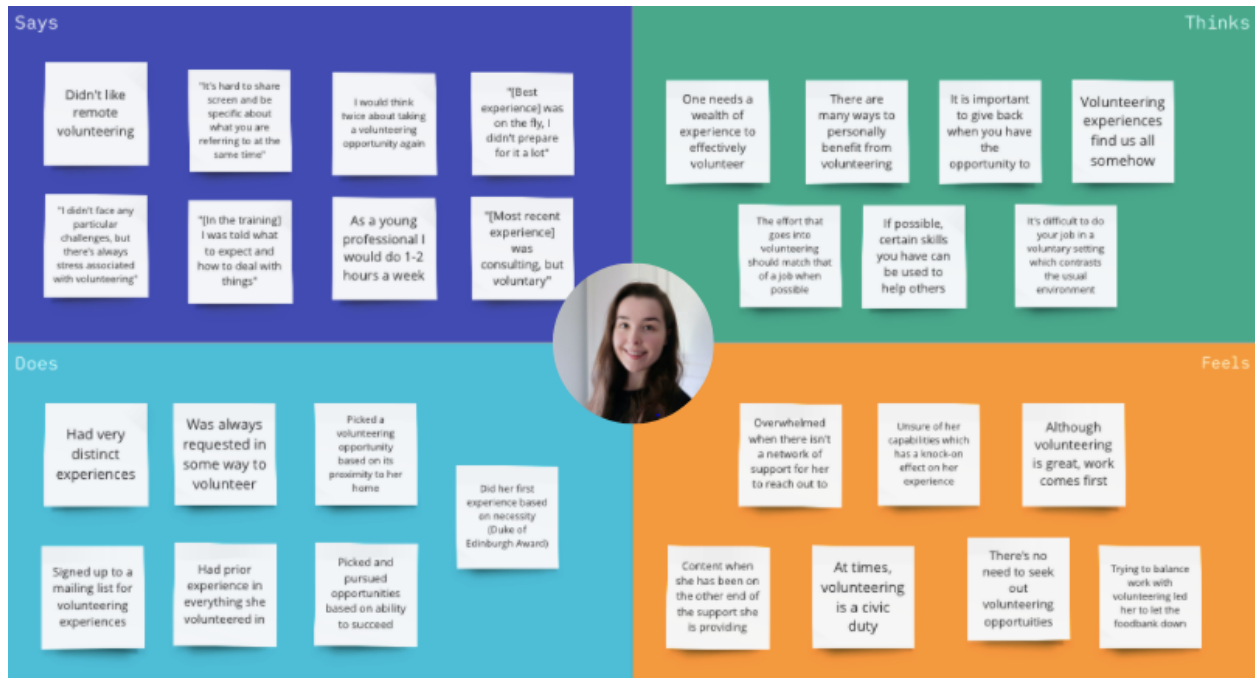 Says
Didn't like
remote
volunteering
"It's hard to share
screen and be
specific about
what you are
referring to at the
same time"
I would think
twice about taking
a volunteering
opportunity again
"[Best
experience] was
on the fly, I
didn't prepare
for it a lot"
"I didn't face any
particular
challenges, but
there's always
stress associated
with volunteering"
"[In the training]
I was told what
to expect and
how to deal with
things"
As a young
professional I
would do 1-2
hours a week
"[Most recent
experience]
was
consulting, but
voluntary"
Thinks
One needs a
wealth of
experience to
effectively
volunteer
There are
many ways to
personally
benefit from
volunteering
It is important
to give back
when you have
the
opportunity to
Volunteering
experiences
find us all
somehow
The effort that
goes into
volunteering
should match that
of a job when
possible
If possible,
certain skills
you have can
be used to
help others
It's difficult to do
your job in a
voluntary setting
which contrasts
the usual
environment
Does
Had very
distinct
experiences
Was always
requested in
some way to
volunteer
Picked a
volunteering
opportunity
based on its
proximity to her
home
Did her first
experience based
on necessity
(Duke of
Edinburgh Award)
Signed up to a
mailing list for
volunteering
experiences
Had prior
experience in
everything she
volunteered in
Picked and
pursued
opportunities
based on ability
to succeed
Feels
Overwhelmed
when there isn't
a network of
support for her
to reach out to
Unsure of her
capabilities which
has a knock-on
effect on her
experience
Although
volunteering
is great, work
comes first
Content when
she has been on
the other end of
the support she
is providing
At times,
volunteering
is a civic
duty
There's no
need to seek
out
volunteering
opportuities
Trying to balance
work with
volunteering led
her to let the
foodbank down